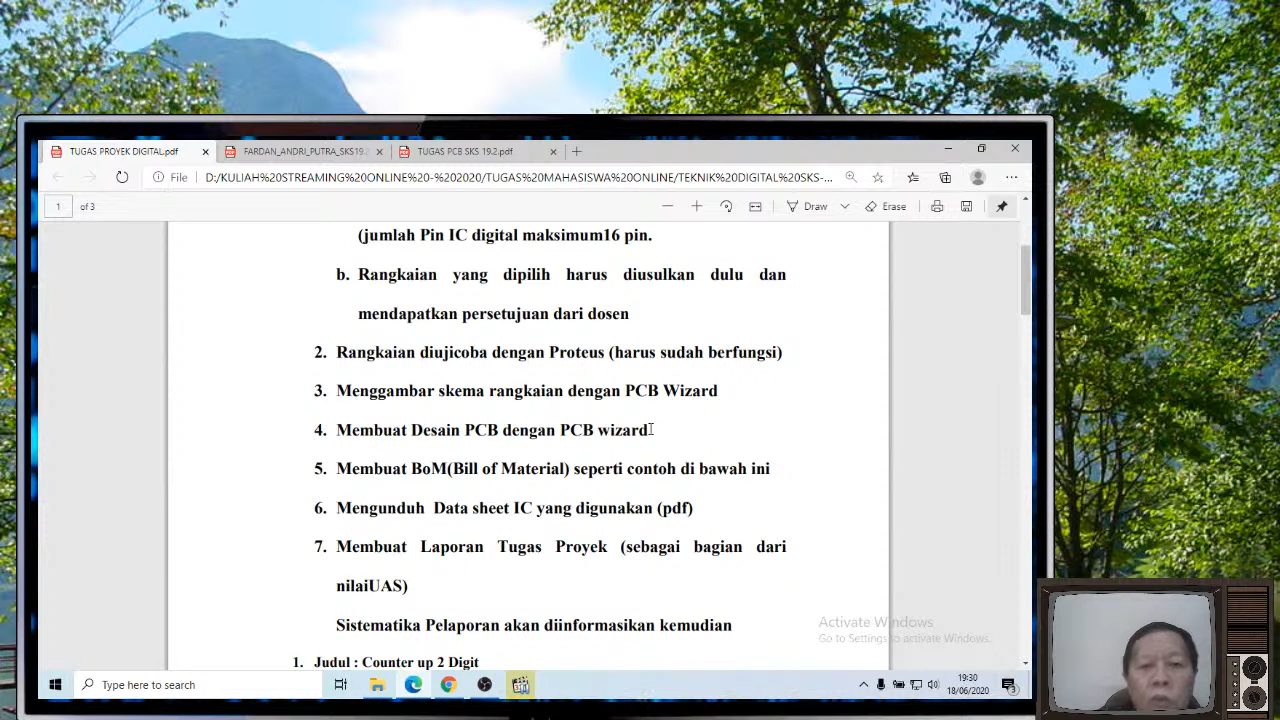 TUGAS PROYEK DIGITAL.pdf
FARDAN_ANDRI_PUTRA_SKS19.2
TUGAS PCB SKS 19.2.pdf
File
D:/KULIAH%20STREAMING%20ONLINE%20-%202020/TUGAS%20MAHASISWA%20ONLINE/TEKNIK%20DIGITAL%20SKS-...
1 of 3
Draw
Erase
(jumlah Pin IC digital maksimum16 pin.
b. Rangkaian yang dipilih harus diusulkan dulu dan
mendapatkan persetujuan dari dosen
2. Rangkaian diujicoba dengan Proteus (harus sudah berfungsi)
3. Menggambar skema rangkaian dengan PCB Wizard
4. Membuat Desain PCB dengan PCB wizard
5. Membuat BoM(Bill of Material) seperti contoh di bawah ini
6. Mengunduh Data sheet IC yang digunakan (pdf)
7. Membuat Laporan Tugas Proyek (sebagai bagian dari
nilaiUAS)
Sistematika Pelaporan akan diinformasikan kemudian
1. Judul : Counter up 2 Digit
Activate Windows
Go to Settings to activate Windows.
Type here to search
19:30
18/06/2020
3